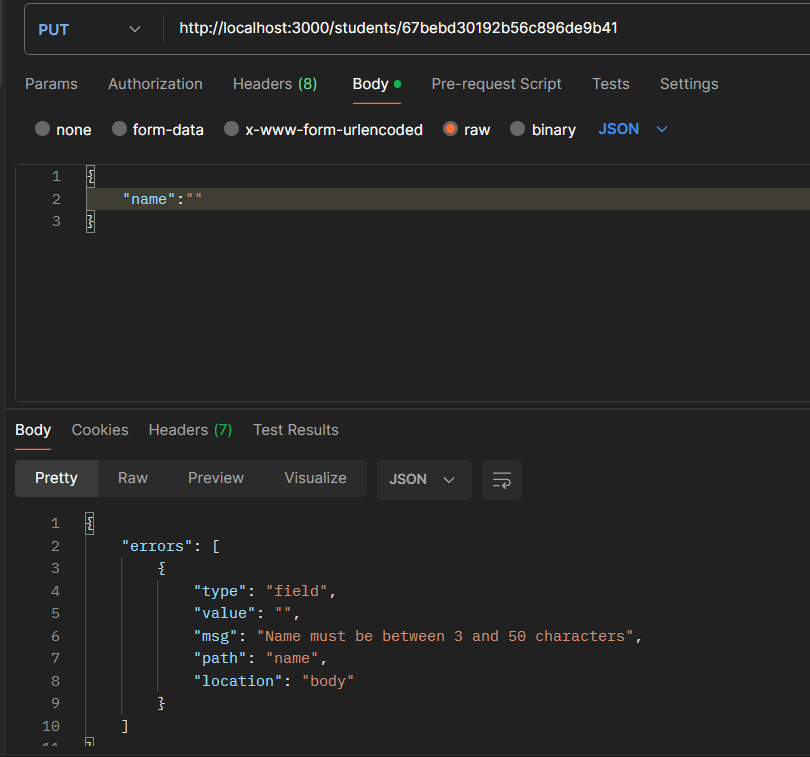 PUT http://localhost:3000/students/67bebd30192b56c896de9b41
Params Authorization Headers (8) Body Pre-request Script Tests Settings
none form-data x-www-form-urlencoded raw binary JSON
1 {
2 "name":""
3 }
Body Cookies Headers (7) Test Results
Pretty Raw Preview Visualize JSON
1 {
2 "errors": [
3 {
4 "type": "field",
5 "value": "",
6 "msg": "Name must be between 3 and 50 characters",
7 "path": "name",
8 "location": "body"
9 }
10 ]
11 }